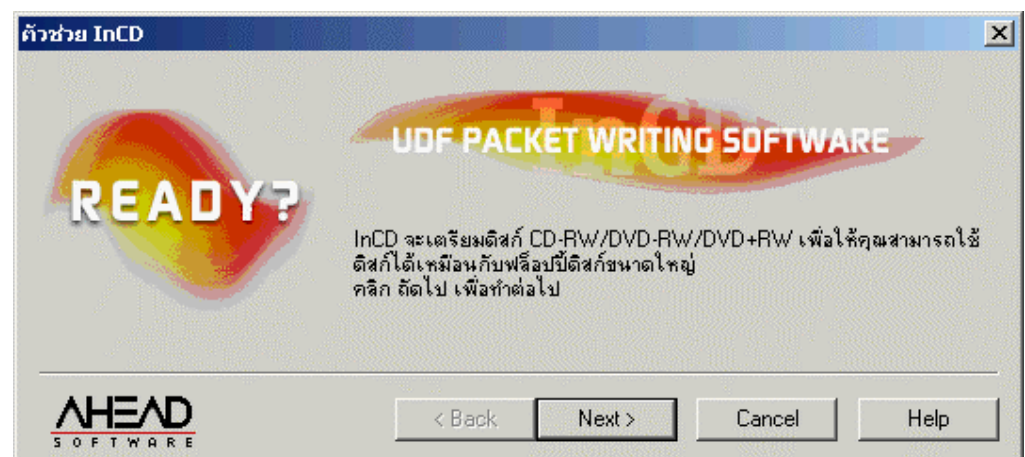 ตัวช่วย InCD
InCD
UDF PACKET WRITING SOFTWARE
READY?
InCD จะเตรียมดิสก์ CD-RW/DVD-RW/DVD+RW เพื่อให้คุณสามารถใช้
ดิสก์ได้เหมือนกับฟล็อปปี้ดิสก์ขนาดใหญ่
คลิก ถัดไป เพื่อทำต่อไป
AHEAD
SOFTWARE
< Back
Next >
Cancel
Help